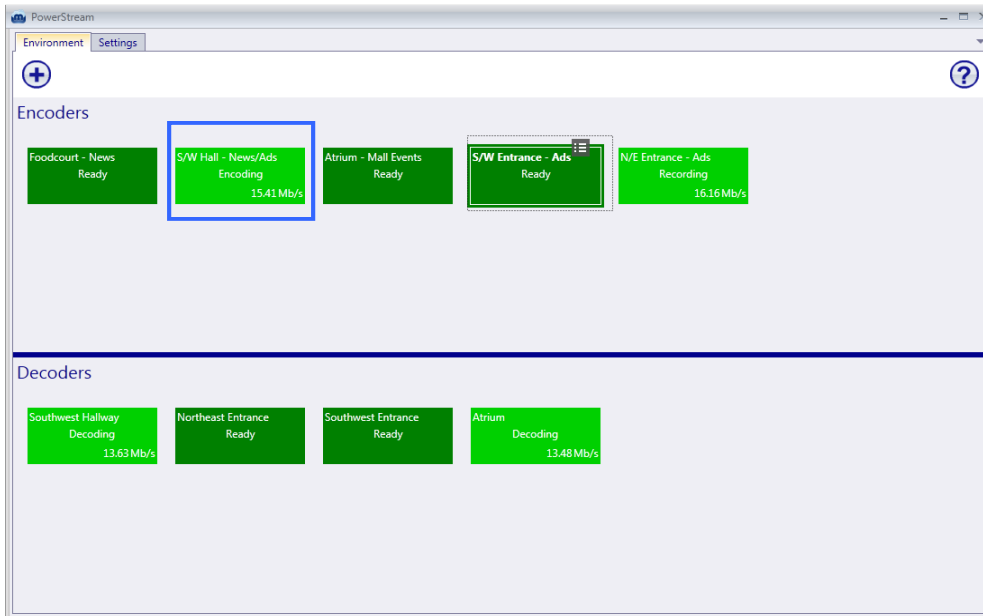 PowerStream
Environment Settings
?
Encoders
Foodcourt - News
Ready
S/W Hall - News/Ads
Encoding
15.41 Mb/s
Atrium - Mall Events
Ready
S/W Entrance - Ads
Ready
N/E Entrance - Ads
Recording
16.16 Mb/s
Decoders
Southwest Hallway
Decoding
13.63 Mb/s
Northeast Entrance
Ready
Southwest Entrance
Ready
Atrium
Decoding
13.48 Mb/s